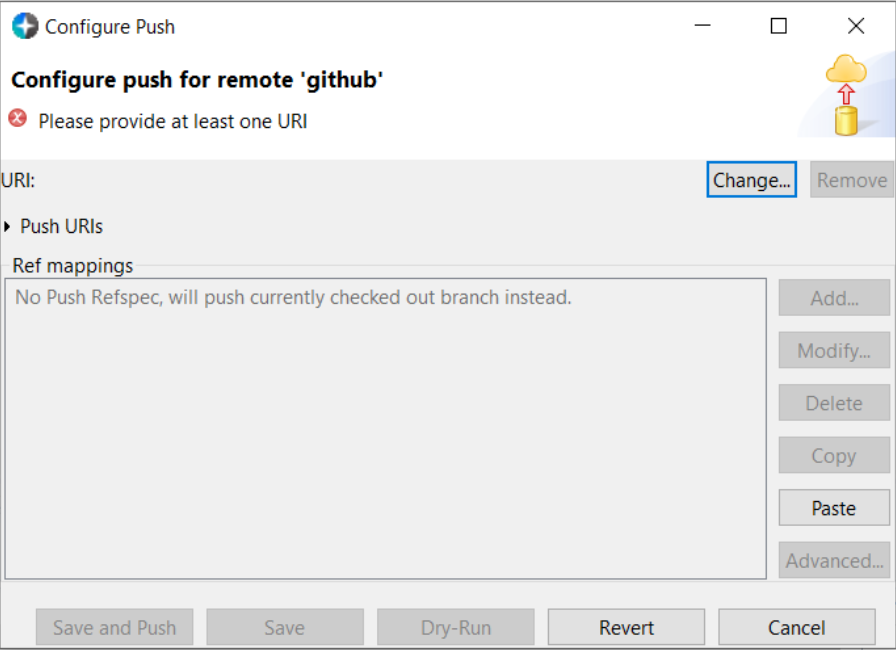 Configure Push
Configure push for remote 'github'
Please provide at least one URI
URI:
Change...
Remove
Push URIs
Ref mappings
No Push Refspec, will push currently checked out branch instead.
Add...
Modify...
Delete
Copy
Paste
Advanced...
Save and Push
Save
Dry-Run
Revert
Cancel